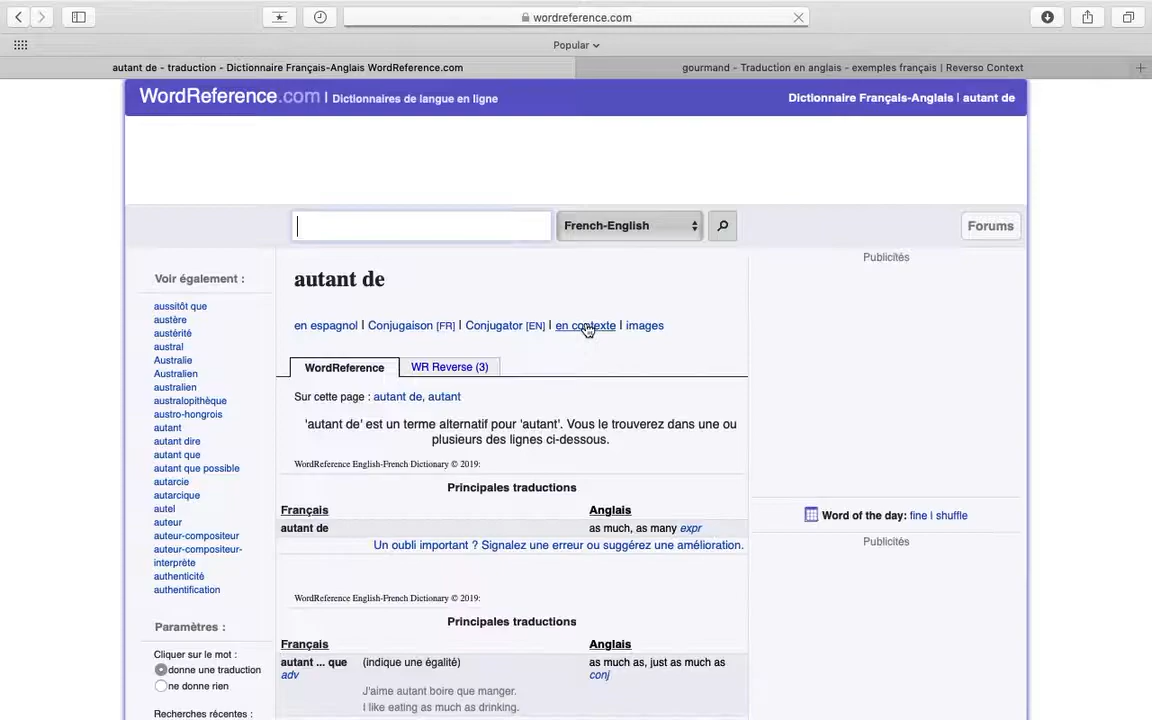 wordreference.com
Popular
autant de - traduction - Dictionnaire Français-Anglais WordReference.com
gourmand - Traduction en anglais - exemples français | Reverso Context
WordReference.com | Dictionnaires de langue en ligne
Dictionnaire Français-Anglais | autant de
French-English
Forums
Publicités
Voir également :
aussitôt que
austère
austérité
austral
Australie
Australien
australien
australopithèque
austro-hongrois
autant
autant dire
autant que
autant que possible
autarcie
autarcique
autel
auteur
auteur-compositeur
auteur-compositeur-
interprète
authenticité
authentification
Paramètres :
Cliquer sur le mot :
donne une traduction
ne donne rien
Recherches récentes :
autant de
en espagnol | Conjugaison [FR] | Conjugator [EN] | en contexte | images
WordReference
WR Reverse (3)
Sur cette page : autant de, autant
'autant de' est un terme alternatif pour 'autant'. Vous le trouverez dans une ou
plusieurs des lignes ci-dessous.
WordReference English-French Dictionary © 2019:
Principales traductions
Français Anglais
autant de as much, as many expr
Un oubli important ? Signalez une erreur ou suggérez une amélioration.
WordReference English-French Dictionary © 2019:
Principales traductions
Français Anglais
autant ... que (indique une égalité) as much as, just as much as
adv conj
J'aime autant boire que manger.
I like eating as much as drinking.
Word of the day: fine | shuffle
Publicités